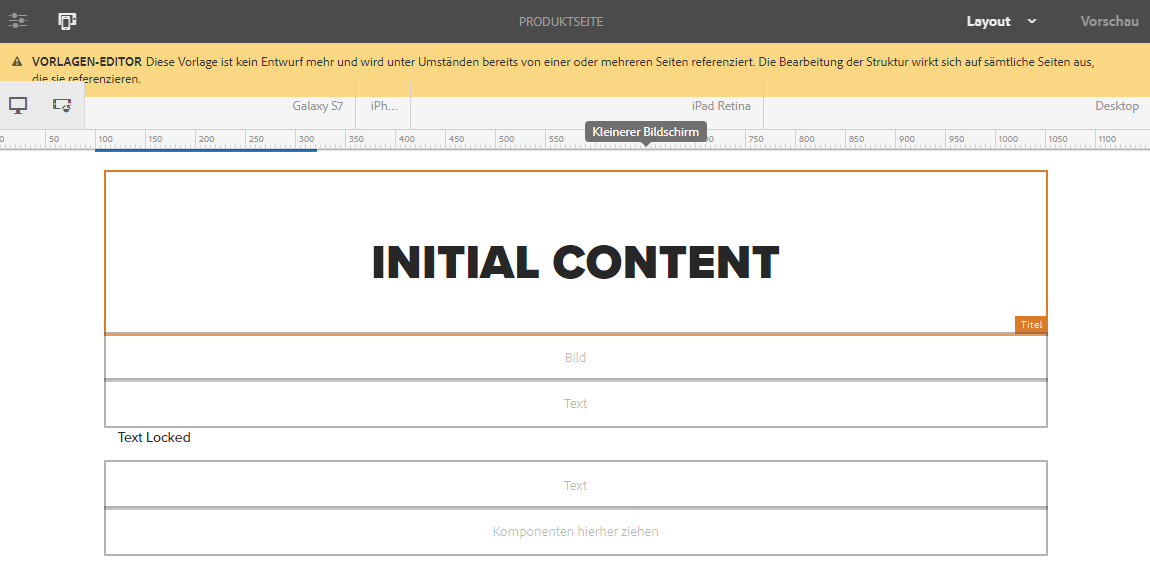 PRODUKTSEITE
Layout
Vorschau
VORLAGEN-EDITOR Diese Vorlage ist kein Entwurf mehr und wird unter Umständen bereits von einer oder mehreren Seiten referenziert. Die Bearbeitung der Struktur wirkt sich auf sämtliche Seiten aus,
die sie referenzieren.
Galaxy S7
iPh...
iPad Retina
Desktop
Kleinerer Bildschirm
0 50 100 150 200 250 300 350 400 450 500 550 750 800 850 900 950 1000 1050 1100
INITIAL CONTENT
Titel
Bild
Text
Text Locked
Text
Komponenten hierher ziehen